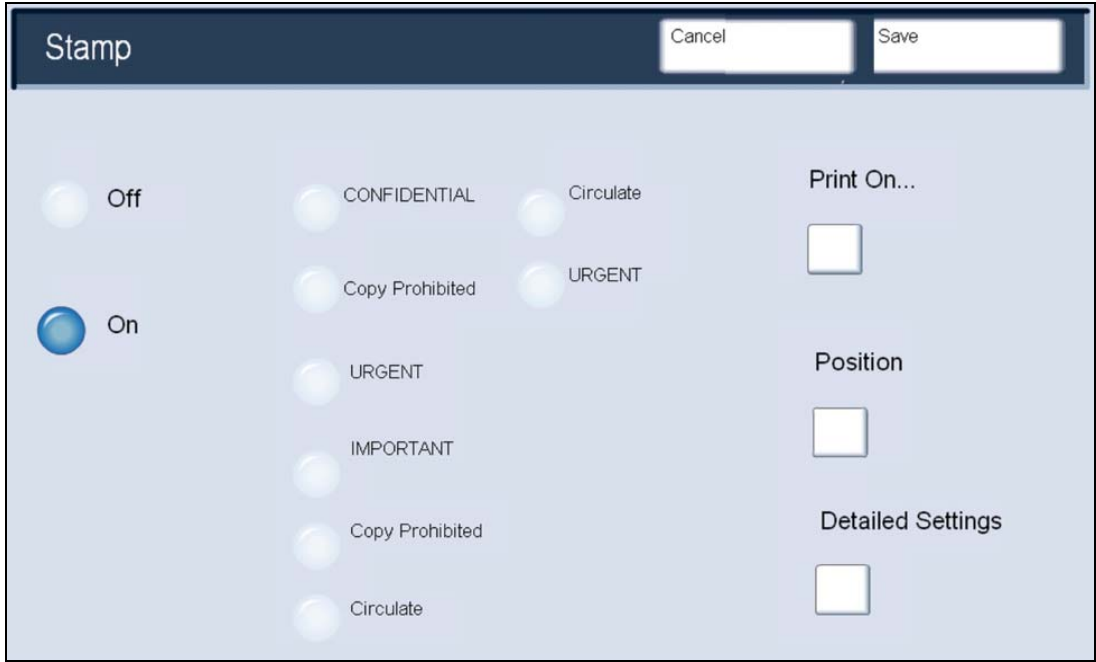 Stamp
Cancel
Save
Off
On
CONFIDENTIAL
Copy Prohibited
URGENT
IMPORTANT
Copy Prohibited
Circulate
Circulate
URGENT
Print On...
Position
Detailed Settings